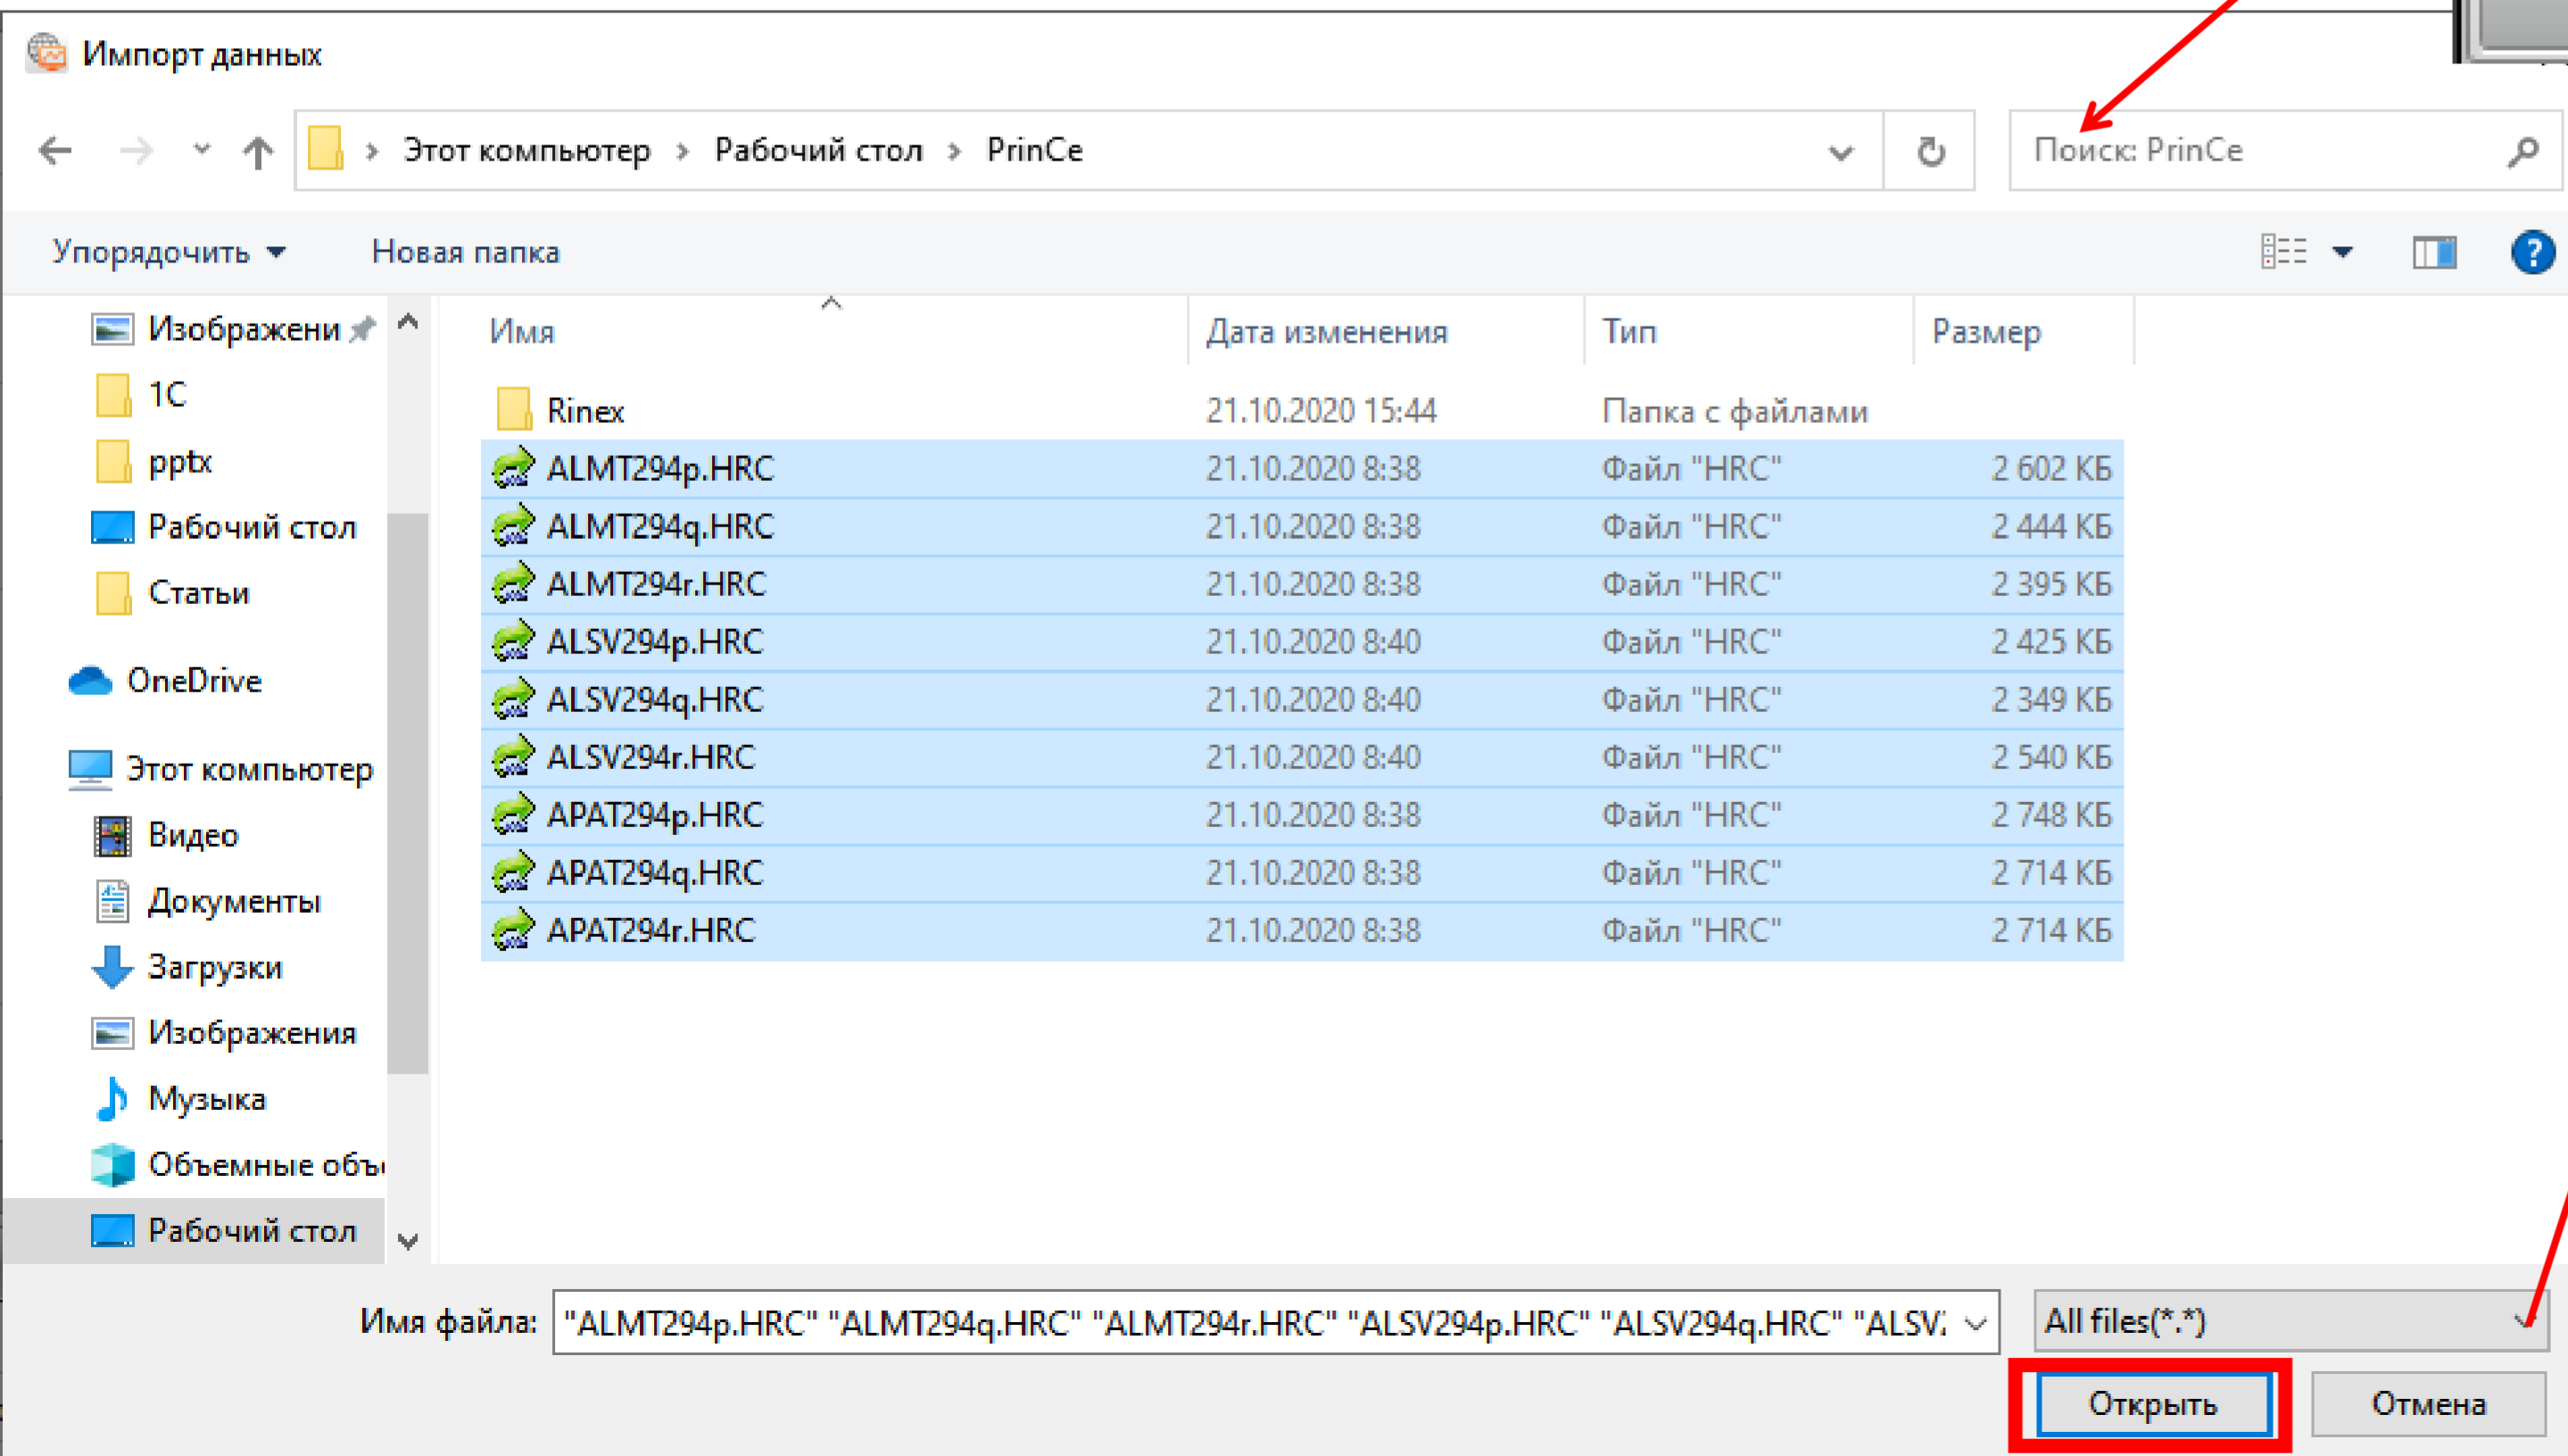 Импорт данных
Этот компьютер > Рабочий стол > PrinCe
Поиск: PrinCe
Упорядочить
Новая папка
Изображени
1C
pptx
Рабочий стол
Статьи
OneDrive
Этот компьютер
Видео
Документы
Загрузки
Изображения
Музыка
Объемные объ
Рабочий стол
Имя Дата изменения Тип Размер
Rinex 21.10.2020 15:44 Папка с файлами
ALMT294p.HRC 21.10.2020 8:38 Файл "HRC" 2 602 КБ
ALMT294q.HRC 21.10.2020 8:38 Файл "HRC" 2 444 КБ
ALMT294r.HRC 21.10.2020 8:38 Файл "HRC" 2 395 КБ
ALSV294p.HRC 21.10.2020 8:40 Файл "HRC" 2 425 КБ
ALSV294q.HRC 21.10.2020 8:40 Файл "HRC" 2 349 КБ
ALSV294r.HRC 21.10.2020 8:40 Файл "HRC" 2 540 КБ
APAT294p.HRC 21.10.2020 8:38 Файл "HRC" 2 748 КБ
APAT294q.HRC 21.10.2020 8:38 Файл "HRC" 2 714 КБ
APAT294r.HRC 21.10.2020 8:38 Файл "HRC" 2 714 КБ
Имя файла: "ALMT294p.HRC" "ALMT294q.HRC" "ALMT294r.HRC" "ALSV294p.HRC" "ALSV294q.HRC" "ALSV
All files(*.*)
Открыть
Отмена